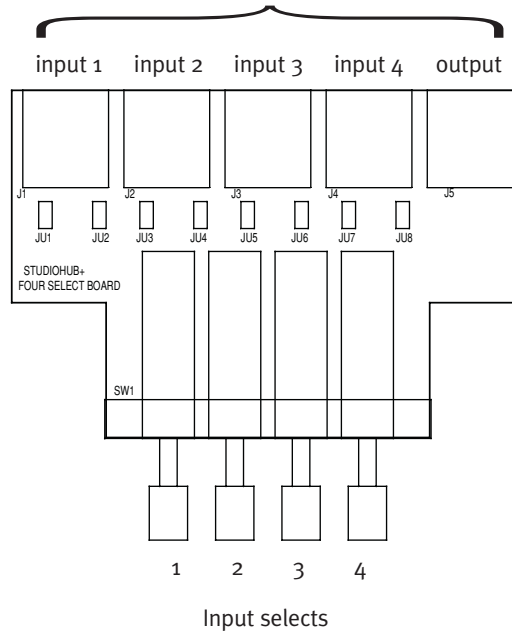 input 1 input 2 input 3 input 4 output
J1 J2 J3 J4 J5
JU1 JU2 JU3 JU4 JU5 JU6 JU7 JU8
STUDIOHUB+
FOUR SELECT BOARD
SW1
1 2 3 4
Input selects